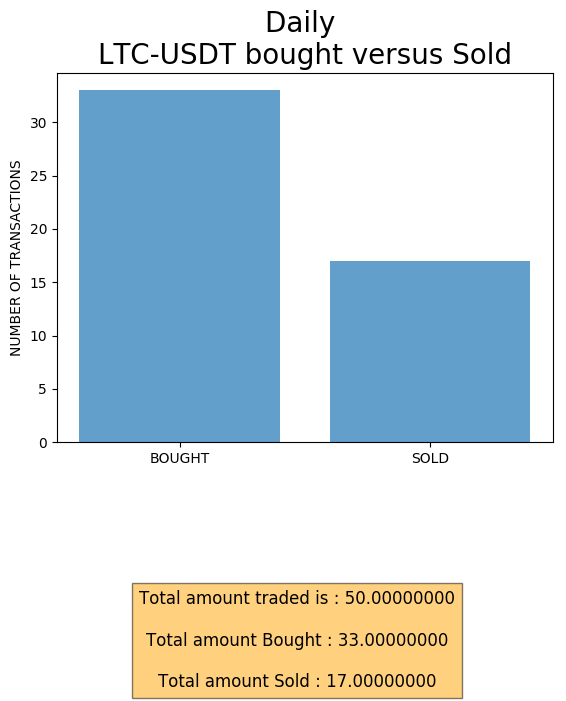 Daily
LTC-USDT bought versus Sold
NUMBER OF TRANSACTIONS
30
25
20
15
10
5
0
BOUGHT SOLD
Total amount traded is : 50.00000000
Total amount Bought : 33.00000000
Total amount Sold : 17.00000000